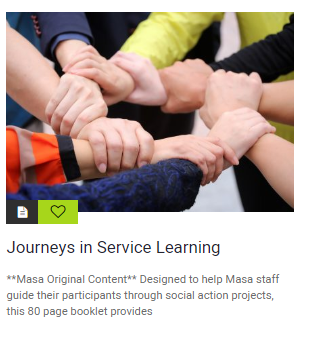 Journeys in Service Learning
**Masa Original Content** Designed to help Masa staff
guide their participants through social action projects,
this 80 page booklet provides